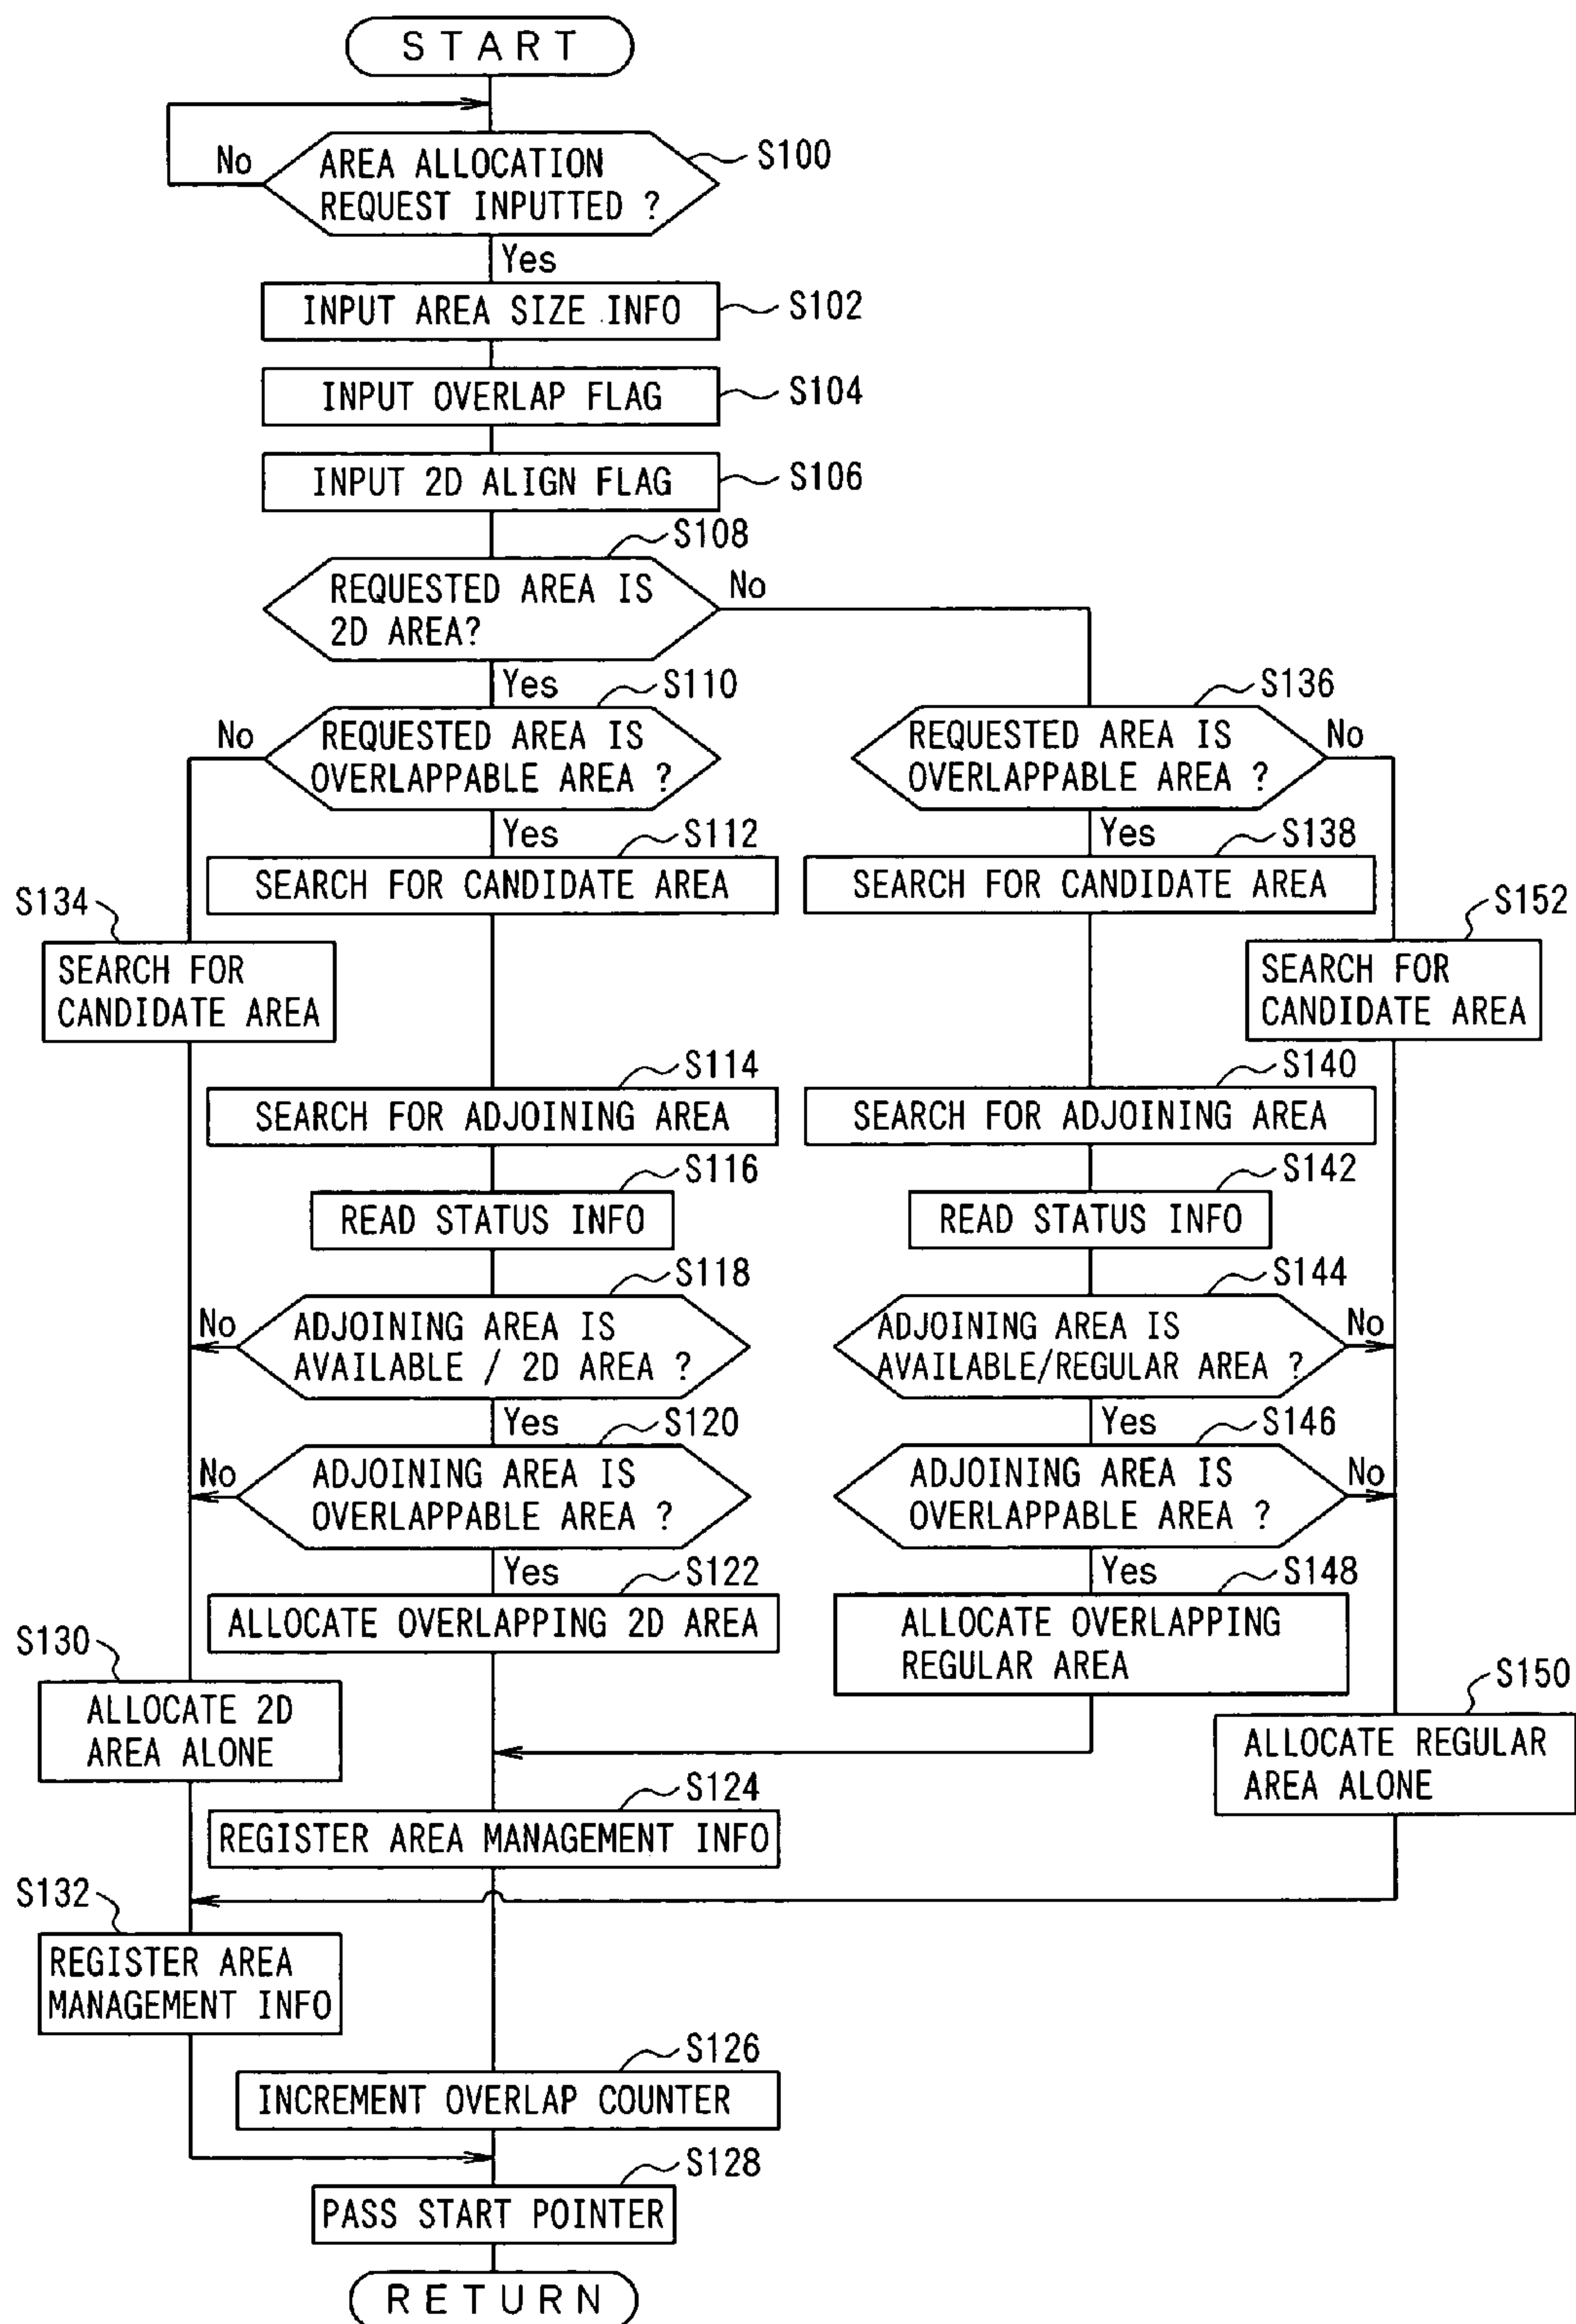 START
No
AREA ALLOCATION
REQUEST INPUTTED ?
S100
Yes
INPUT AREA SIZE INFO
S102
INPUT OVERLAP FLAG
S104
INPUT 2D ALIGN FLAG
S106
S108
REQUESTED AREA IS
2D AREA?
No
Yes
S110
S136
No
REQUESTED AREA IS
OVERLAPPABLE AREA ?
REQUESTED AREA IS
OVERLAPPABLE AREA ?
No
Yes
S112
Yes
S138
SEARCH FOR CANDIDATE AREA
SEARCH FOR CANDIDATE AREA
S134
S152
SEARCH FOR
CANDIDATE AREA
SEARCH FOR
CANDIDATE AREA
S114
S140
SEARCH FOR ADJOINING AREA
SEARCH FOR ADJOINING AREA
S116
S142
READ STATUS INFO
READ STATUS INFO
S118
S144
No
ADJOINING AREA IS
AVAILABLE / 2D AREA ?
ADJOINING AREA IS
AVAILABLE/REGULAR AREA ?
No
Yes
S120
Yes
S146
No
ADJOINING AREA IS
OVERLAPPABLE AREA ?
ADJOINING AREA IS
OVERLAPPABLE AREA ?
No
Yes
S122
Yes
S148
ALLOCATE OVERLAPPING 2D AREA
ALLOCATE OVERLAPPING
REGULAR AREA
S130
S150
ALLOCATE 2D
AREA ALONE
ALLOCATE REGULAR
AREA ALONE
S124
REGISTER AREA MANAGEMENT INFO
S132
REGISTER AREA
MANAGEMENT INFO
S126
INCREMENT OVERLAP COUNTER
S128
PASS START POINTER
RETURN